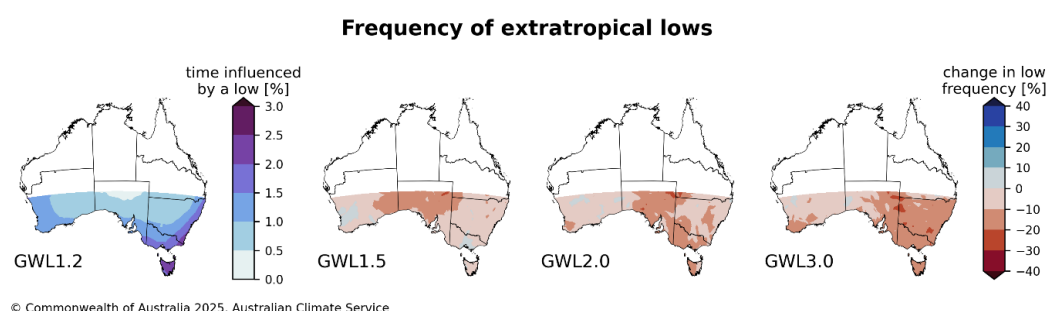 Frequency of extratropical lows
time influenced
by a low [%]
3.0
2.5
2.0
1.5
1.0
0.5
0.0
GWL1.2
GWL1.5
GWL2.0
GWL3.0
change in low
frequency [%]
40
30
20
10
0
−10
−20
−30
−40
© Commonwealth of Australia 2025, Australian Climate Service